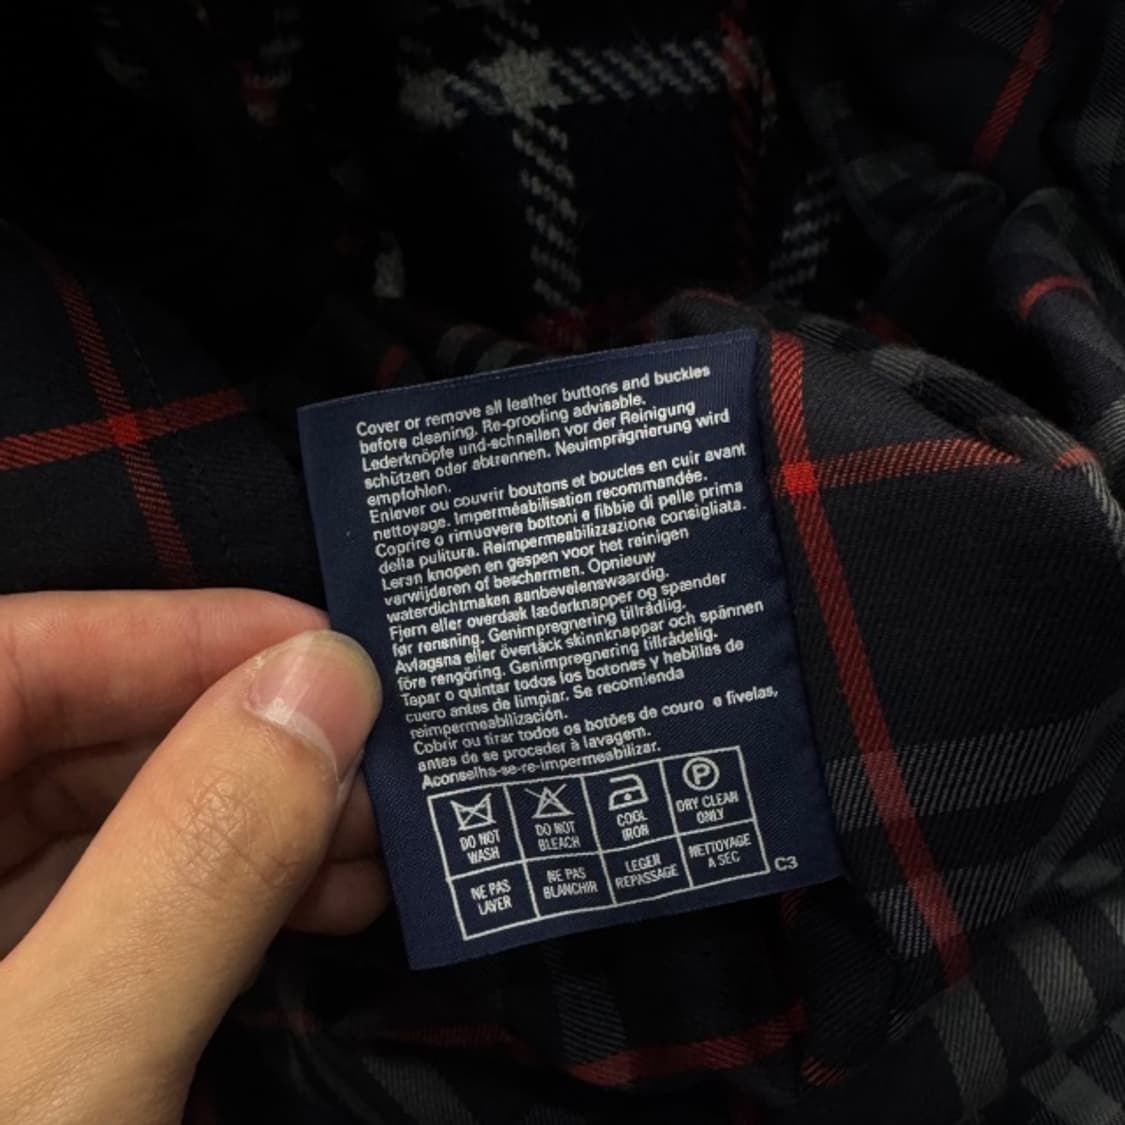 Cover or remove all leather buttons and buckles
before cleaning. Re-proofing advisable.
Lederknöpfe und-schnallen vor der Reinigung
schützen oder abtrennen. Neuimprägnierung wird
empfohlen.
Enlever ou couvrir boutons et boucles en cuir avant
nettoyage. Imperméabilisation recommandée.
Coprire o rimuovere bottoni e fibbie di pelle prima
della pulitura. Reimpermeabilizzazione consigliata.
Leran knopen en gespen voor het reinigen
verwijderen of beschermen. Opnieuw
waterdichtmaken aanbevelenswaardig.
Fjern eller overdæk læderknapper og spænder
før rensning. Genimpregnering tillrådlig.
Avlagsna eller övertäck skinnknappar och spännen
före rengöring. Genimpregnering tillrådelig.
Tapar o quintar todos los botones y hebillas de
cuero antes de limpiar. Se recomienda
reimpermeabilización.
Cobrir ou tirar todos os botões de couro e fivelas,
antes de se proceder à lavagem.
Aconselha-se-re-impermeabilizar.
P
DO NOT WASH DO NOT BLEACH COOL IRON DRY CLEAN ONLY
NE PAS LAVER NE PAS BLANCHIR LEGER REPASSAGE NETTOYAGE A SEC
C3